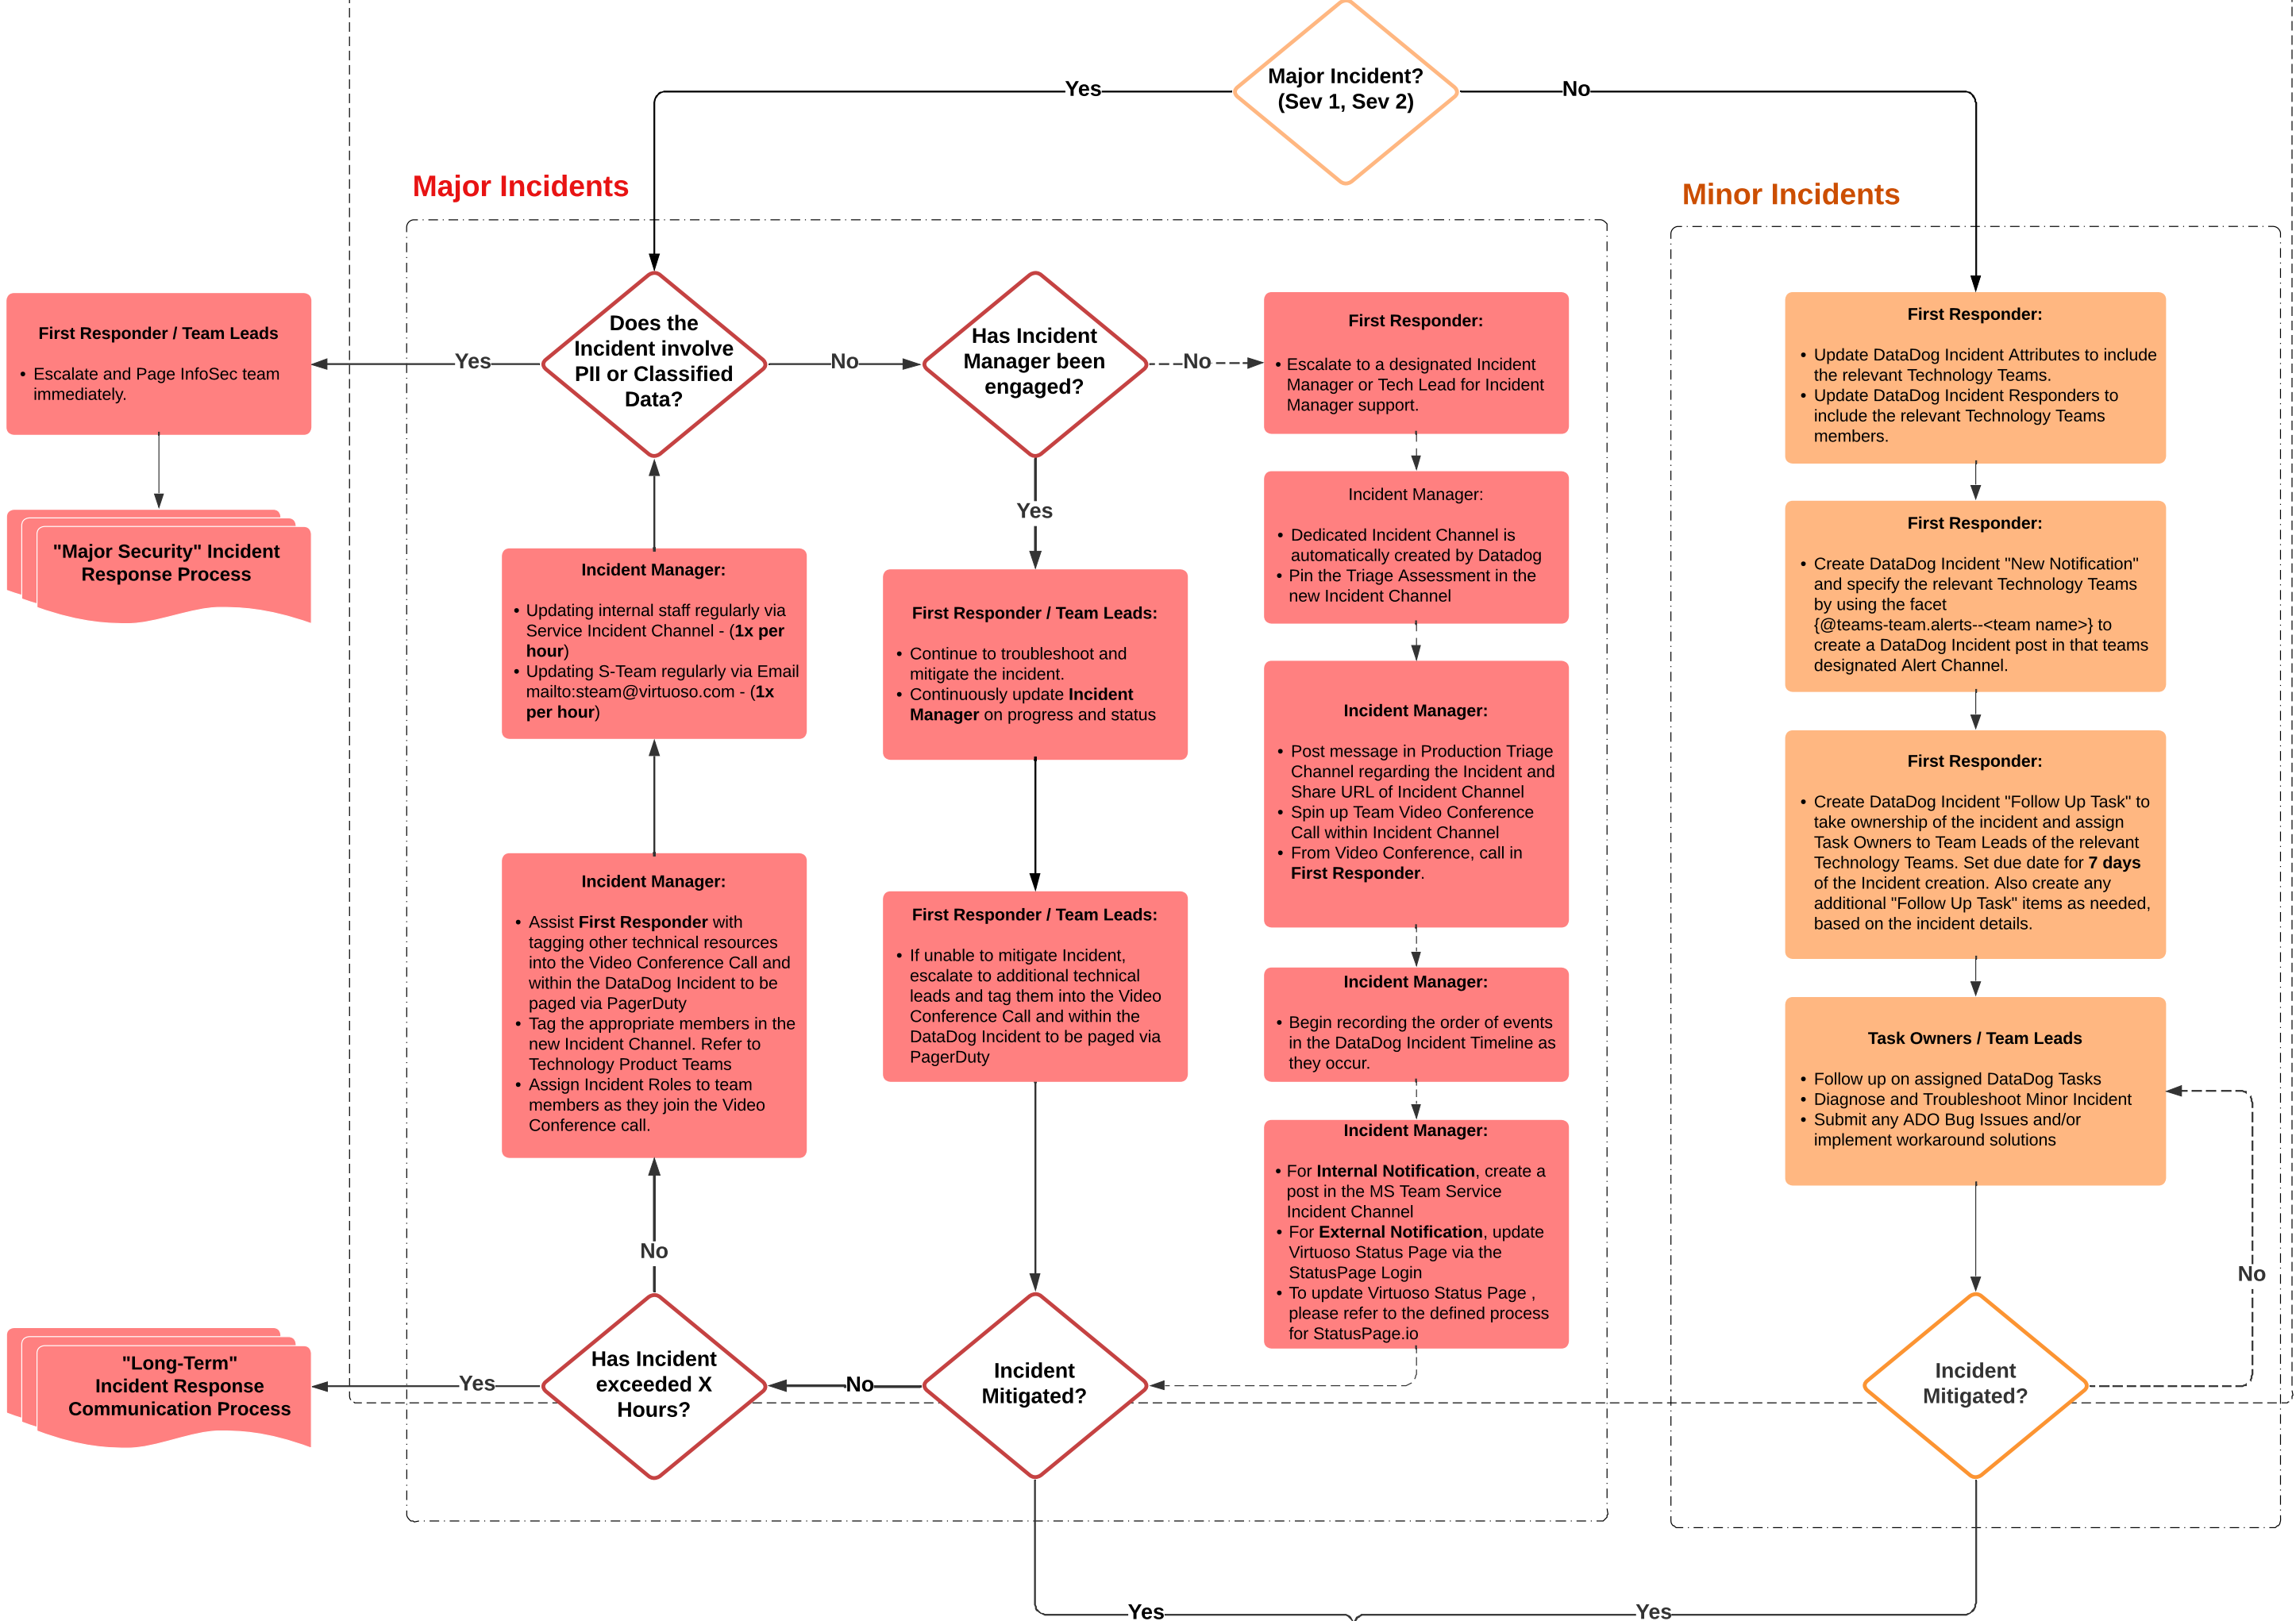 Major Incident?
(Sev 1, Sev 2)
Yes
No
Major Incidents
Minor Incidents
First Responder / Team Leads
• Escalate and Page InfoSec team
immediately.
Yes
Does the
Incident involve
PII or Classified
Data?
No
Has Incident
Manager been
engaged?
No
Yes
First Responder:
• Escalate to a designated Incident
Manager or Tech Lead for Incident
Manager support.
First Responder:
• Update DataDog Incident Attributes to include
the relevant Technology Teams.
• Update DataDog Incident Responders to
include the relevant Technology Teams
members.
"Major Security" Incident
Response Process
Incident Manager:
• Updating internal staff regularly via
Service Incident Channel - (1x per
hour)
• Updating S-Team regularly via Email
mailto:steam@virtuoso.com - (1x
per hour)
First Responder / Team Leads:
• Continue to troubleshoot and
mitigate the incident.
• Continuously update Incident
Manager on progress and status
Incident Manager:
• Dedicated Incident Channel is
automatically created by Datadog
• Pin the Triage Assessment in the
new Incident Channel
First Responder:
• Create DataDog Incident "New Notification"
and specify the relevant Technology Teams
by using the facet
{@teams-team.alerts--<team name>} to
create a DataDog Incident post in that teams
designated Alert Channel.
Incident Manager:
• Post message in Production Triage
Channel regarding the Incident and
Share URL of Incident Channel
• Spin up Team Video Conference
Call within Incident Channel
• From Video Conference, call in
First Responder.
First Responder:
• Create DataDog Incident "Follow Up Task" to
take ownership of the incident and assign
Task Owners to Team Leads of the relevant
Technology Teams. Set due date for 7 days
of the Incident creation. Also create any
additional "Follow Up Task" items as needed,
based on the incident details.
Incident Manager:
• Assist First Responder with
tagging other technical resources
into the Video Conference Call and
within the DataDog Incident to be
paged via PagerDuty
• Tag the appropriate members in the
new Incident Channel. Refer to
Technology Product Teams
• Assign Incident Roles to team
members as they join the Video
Conference call.
First Responder / Team Leads:
• If unable to mitigate Incident,
escalate to additional technical
leads and tag them into the Video
Conference Call and within the
DataDog Incident to be paged via
PagerDuty
Incident Manager:
• Begin recording the order of events
in the DataDog Incident Timeline as
they occur.
Task Owners / Team Leads
• Follow up on assigned DataDog Tasks
• Diagnose and Troubleshoot Minor Incident
• Submit any ADO Bug Issues and/or
implement workaround solutions
Incident Manager:
• For Internal Notification, create a
post in the MS Team Service
Incident Channel
• For External Notification, update
Virtuoso Status Page via the
StatusPage Login
• To update Virtuoso Status Page ,
please refer to the defined process
for StatusPage.io
No
No
"Long-Term"
Incident Response
Communication Process
Yes
Has Incident
exceeded X
Hours?
No
Incident
Mitigated?
Incident
Mitigated?
Yes
Yes